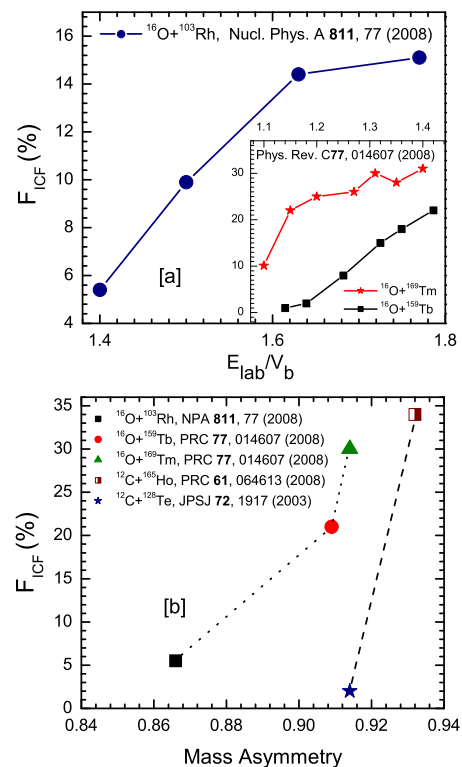 16
14
12
10
8
6
4
F_ICF (%)
¹⁶O+¹⁰³Rh, Nucl. Phys. A 811, 77 (2008)
1.1 1.2 1.3 1.4
Phys. Rev. C77, 014607 (2008)
30
20
10
0
¹⁶O+¹⁶⁹Tm
¹⁶O+¹⁵⁹Tb
[a]
1.4 1.6 1.8
E_lab/V_b
35
30
25
20
15
10
5
0
F_ICF (%)
¹⁶O+¹⁰³Rh, NPA 811, 77 (2008)
¹⁶O+¹⁵⁹Tb, PRC 77, 014607 (2008)
¹⁶O+¹⁶⁹Tm, PRC 77, 014607 (2008)
¹²C+¹⁶⁵Ho, PRC 61, 064613 (2008)
¹²C+¹²⁸Te, JPSJ 72, 1917 (2003)
[b]
0.84 0.86 0.88 0.90 0.92 0.94
Mass Asymmetry